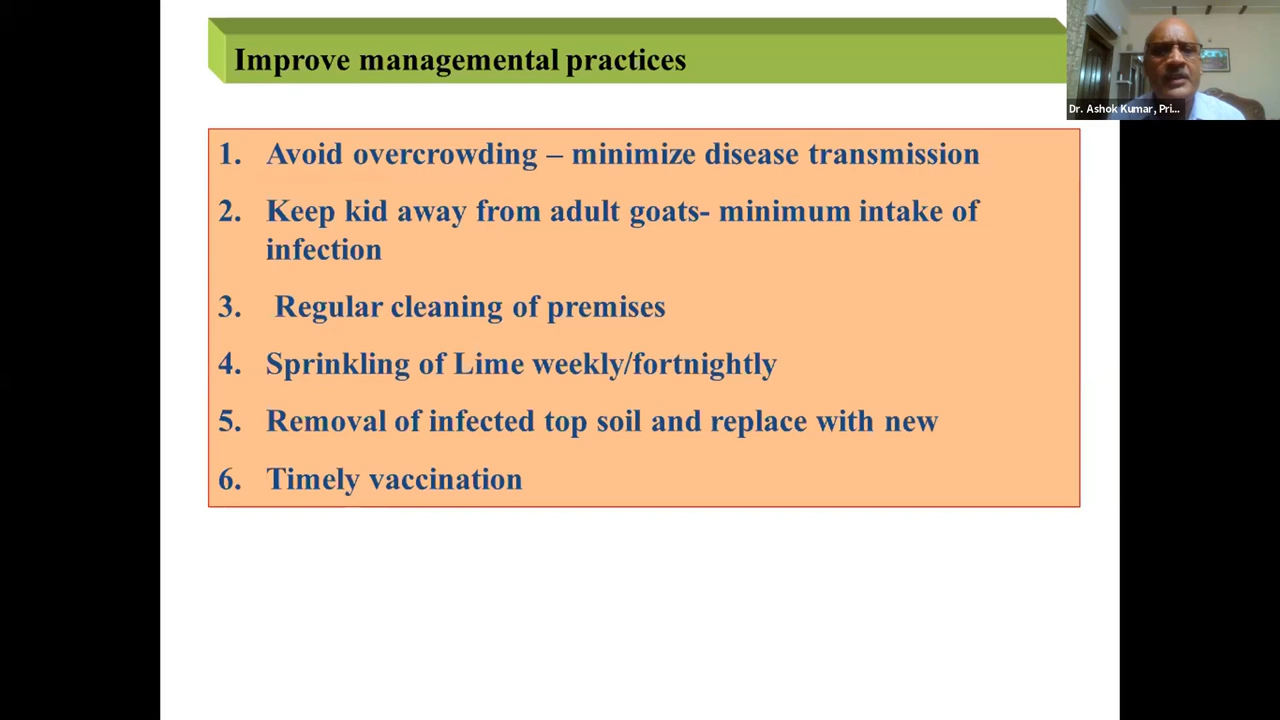 Improve managemental practices
Dr. Ashok Kumar, Pri...
1. Avoid overcrowding – minimize disease transmission
2. Keep kid away from adult goats- minimum intake of
infection
3. Regular cleaning of premises
4. Sprinkling of Lime weekly/fortnightly
5. Removal of infected top soil and replace with new
6. Timely vaccination